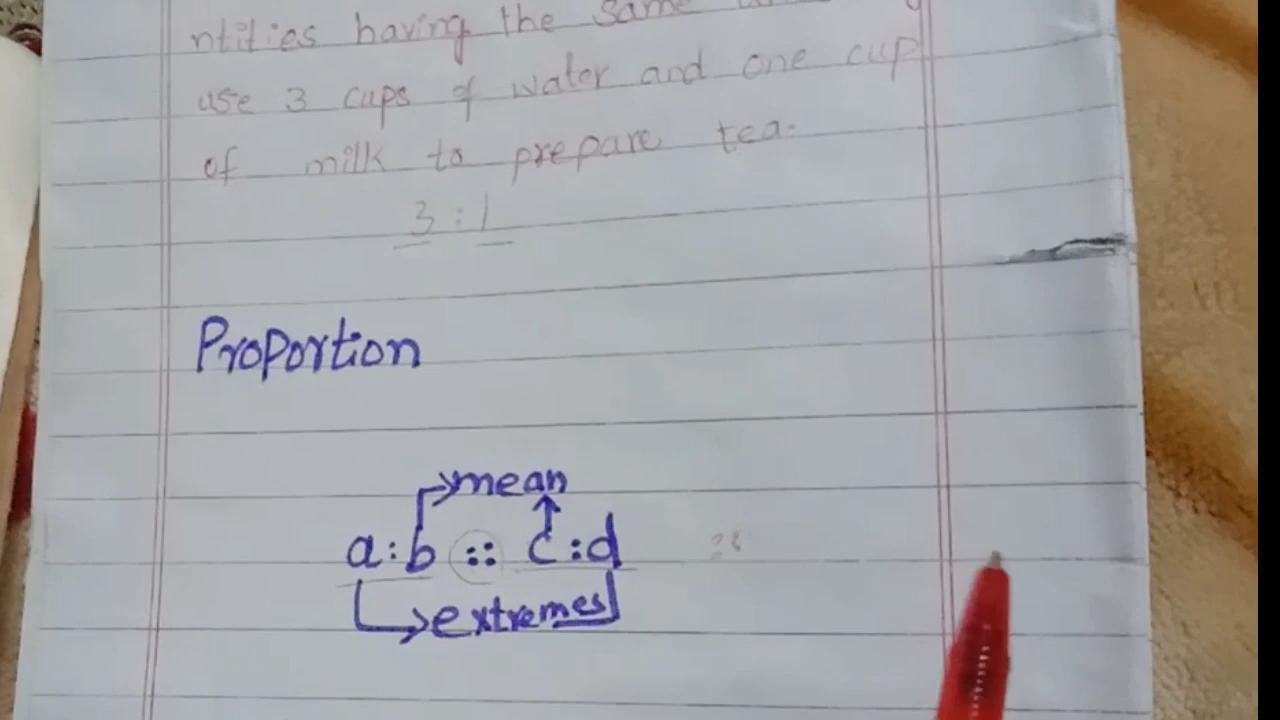 ntities having the same
use 3 cups of water and one cup
of milk to prepare tea.
3 : 1
Proportion
mean
a:b :: c:d
extremes